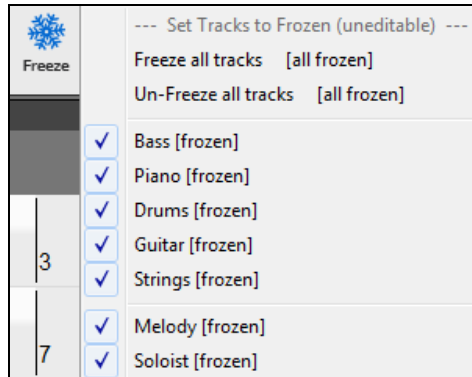 --- Set Tracks to Frozen (uneditable) ---
Freeze
Freeze all tracks [all frozen]
Un-Freeze all tracks [all frozen]
Bass [frozen]
Piano [frozen]
Drums [frozen]
Guitar [frozen]
3
Strings [frozen]
Melody [frozen]
7
Soloist [frozen]